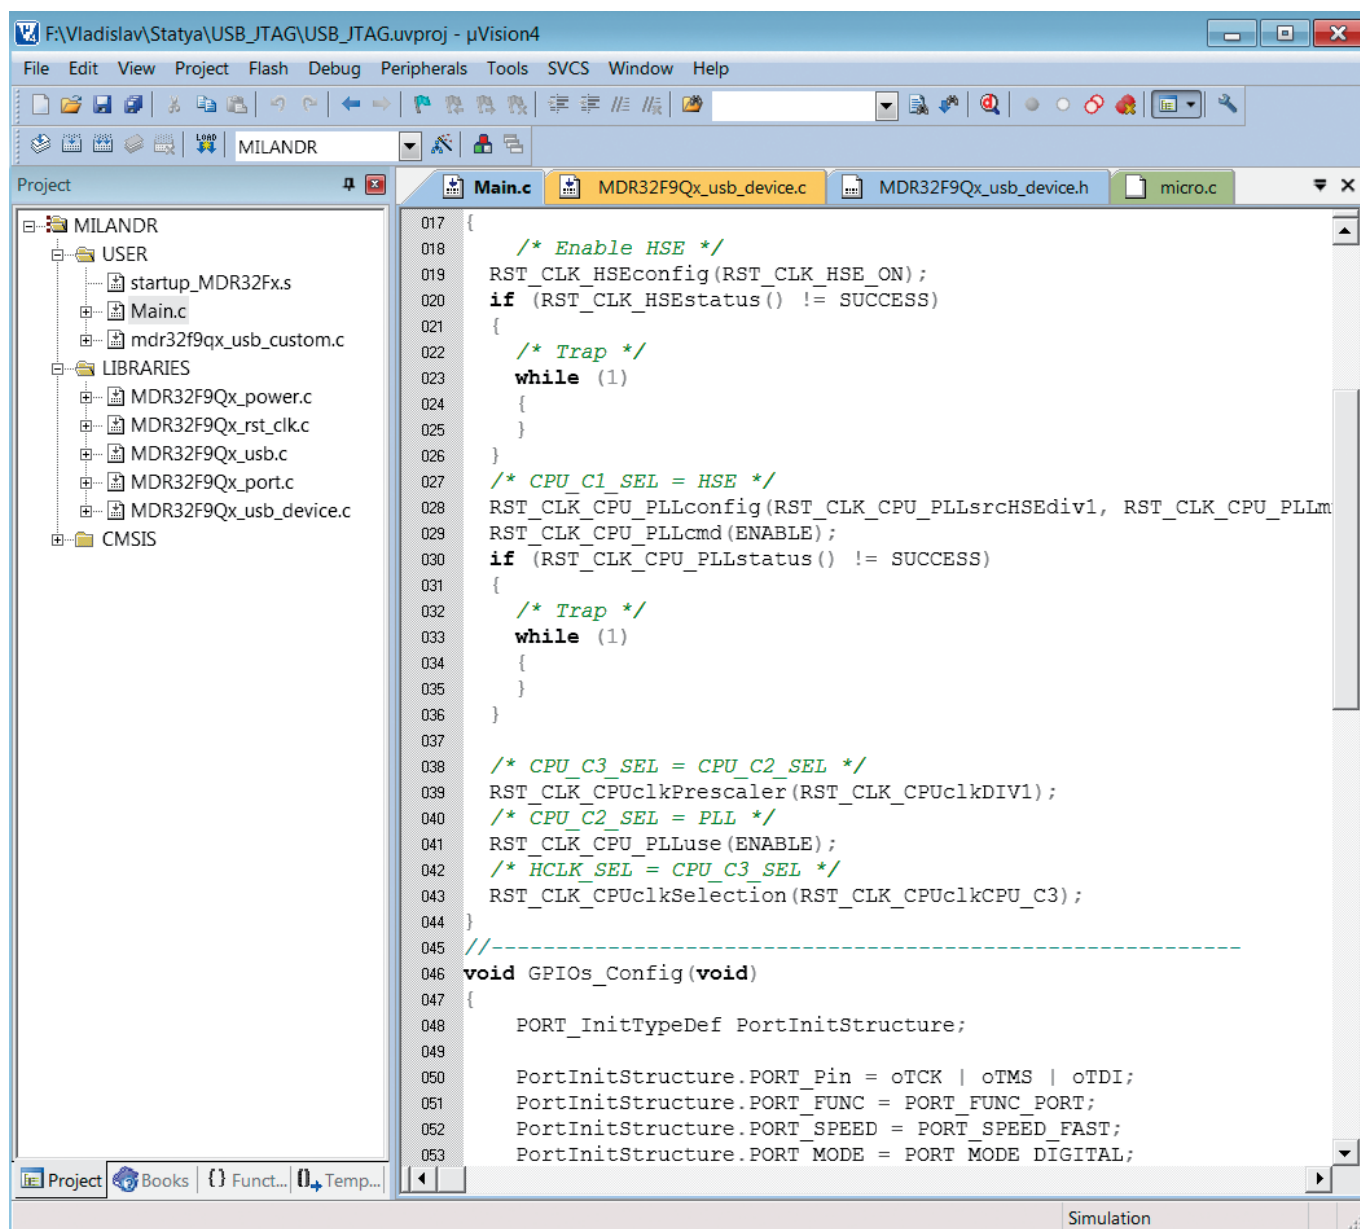 F:\Vladislav\Statya\USB_JTAG\USB_JTAG.uvproj - µVision4
File Edit View Project Flash Debug Peripherals Tools SVCS Window Help
LOAD MILANDR
Project
Main.c MDR32F9Qx_usb_device.c MDR32F9Qx_usb_device.h micro.c
MILANDR
USER
startup_MDR32Fx.s
Main.c
mdr32f9qx_usb_custom.c
LIBRARIES
MDR32F9Qx_power.c
MDR32F9Qx_rst_clk.c
MDR32F9Qx_usb.c
MDR32F9Qx_port.c
MDR32F9Qx_usb_device.c
CMSIS
017 {
018 /* Enable HSE */
019 RST_CLK_HSEconfig(RST_CLK_HSE_ON);
020 if (RST_CLK_HSEstatus() != SUCCESS)
021 {
022 /* Trap */
023 while (1)
024 {
025 }
026 }
027 /* CPU_C1_SEL = HSE */
028 RST_CLK_CPU_PLLconfig(RST_CLK_CPU_PLLsrcHSEdiv1, RST_CLK_CPU_PLLm
029 RST_CLK_CPU_PLLcmd(ENABLE);
030 if (RST_CLK_CPU_PLLstatus() != SUCCESS)
031 {
032 /* Trap */
033 while (1)
034 {
035 }
036 }
037
038 /* CPU_C3_SEL = CPU_C2_SEL */
039 RST_CLK_CPUclkPrescaler(RST_CLK_CPUclkDIV1);
040 /* CPU_C2_SEL = PLL */
041 RST_CLK_CPU_PLLuse(ENABLE);
042 /* HCLK_SEL = CPU_C3_SEL */
043 RST_CLK_CPUclkSelection(RST_CLK_CPUclkCPU_C3);
044 }
045 //----------------------------------------------------------
046 void GPIOs_Config(void)
047 {
048 PORT_InitTypeDef PortInitStructure;
049
050 PortInitStructure.PORT_Pin = oTCK | oTMS | oTDI;
051 PortInitStructure.PORT_FUNC = PORT_FUNC_PORT;
052 PortInitStructure.PORT_SPEED = PORT_SPEED_FAST;
053 PortInitStructure.PORT_MODE = PORT_MODE_DIGITAL;
Project Books {} Funct... 0 Temp...
Simulation